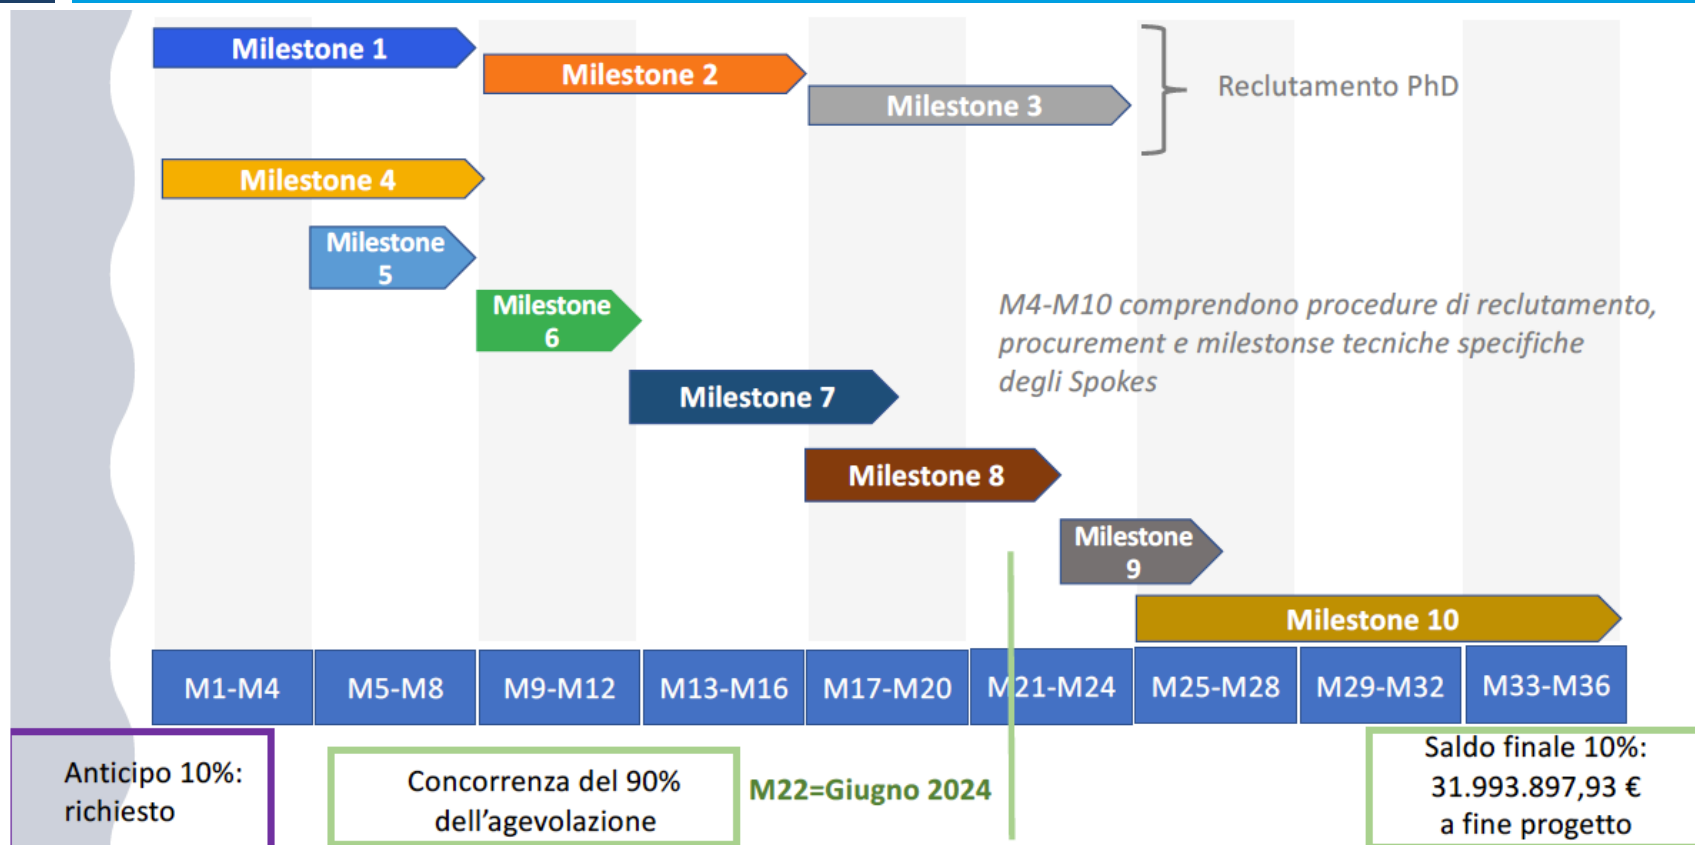 Milestone 1
Milestone 2
Milestone 3
Reclutamento PhD
Milestone 4
Milestone
5
Milestone
6
M4-M10 comprendono procedure di reclutamento,
procurement e milestonse tecniche specifiche
degli Spokes
Milestone 7
Milestone 8
Milestone
9
Milestone 10
M1-M4
M5-M8
M9-M12
M13-M16
M17-M20
M21-M24
M25-M28
M29-M32
M33-M36
Anticipo 10%:
richiesto
Concorrenza del 90%
dell'agevolazione
M22=Giugno 2024
Saldo finale 10%:
31.993.897,93 €
a fine progetto